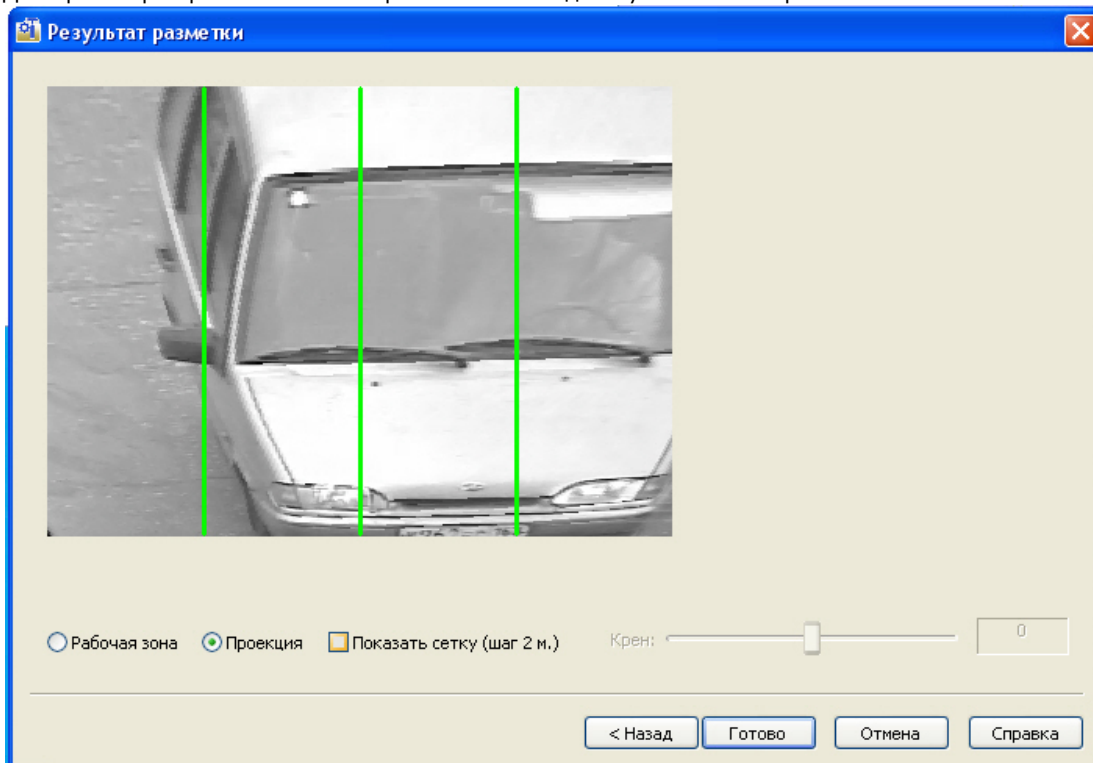 Результат разметки
Рабочая зона Проекция Показать сетку (шаг 2 м.) Крен: 0
< Назад Готово Отмена Справка